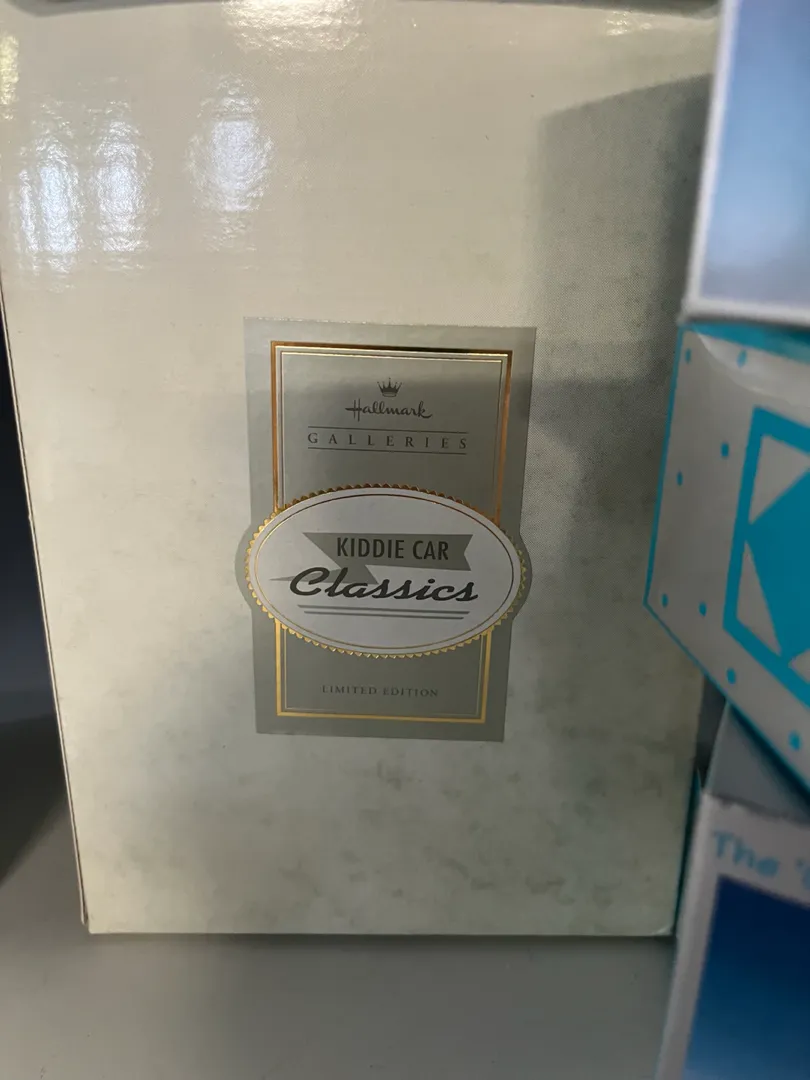 Hallmark
GALLERIES
KIDDIE CAR
Classics
LIMITED EDITION
The